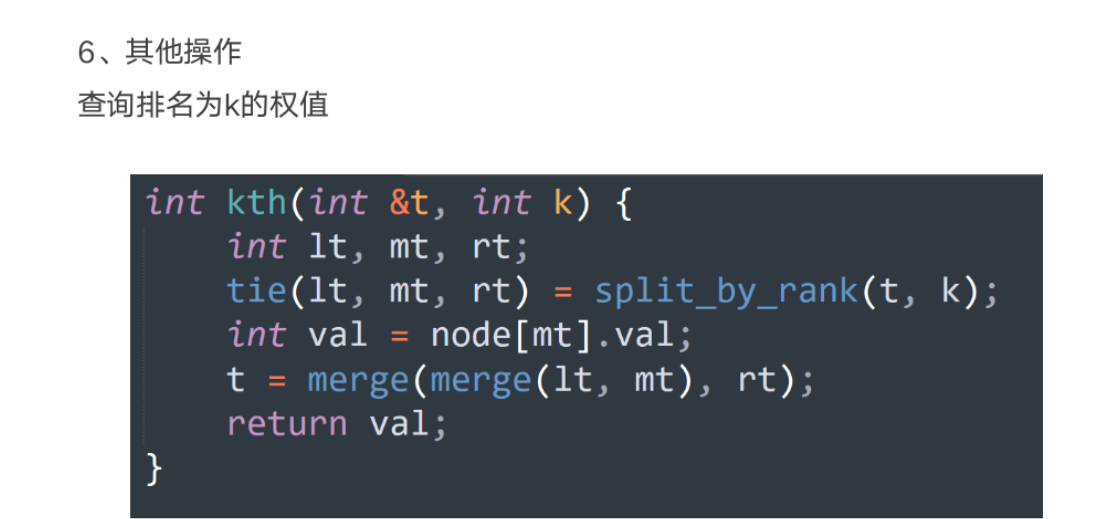 6、其他操作
查询排名为k的权值
int kth(int &t, int k) {
    int lt, mt, rt;
    tie(lt, mt, rt) = split_by_rank(t, k);
    int val = node[mt].val;
    t = merge(merge(lt, mt), rt);
    return val;
}